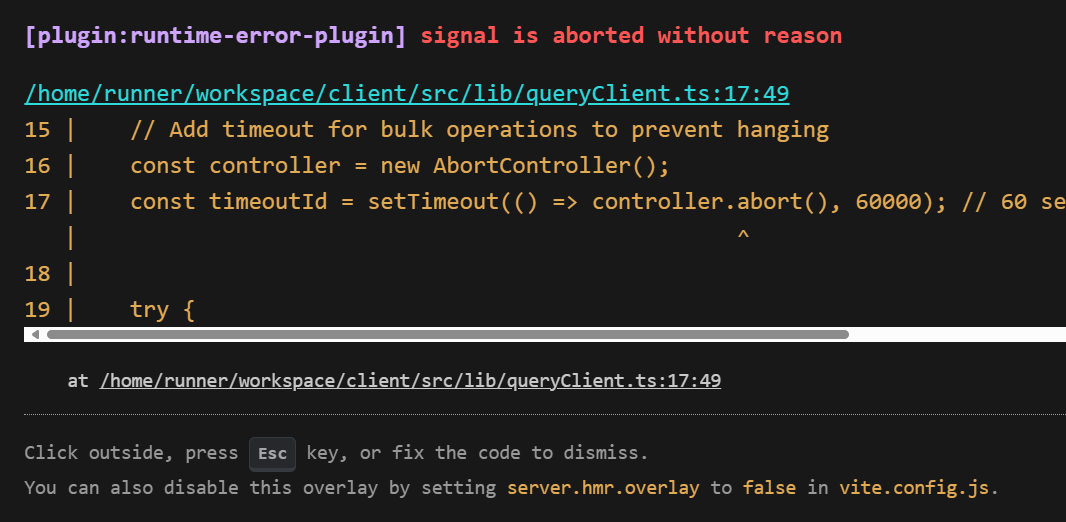 [plugin:runtime-error-plugin] signal is aborted without reason
/home/runner/workspace/client/src/lib/queryClient.ts:17:49
15 |    // Add timeout for bulk operations to prevent hanging
16 |    const controller = new AbortController();
17 |    const timeoutId = setTimeout(() => controller.abort(), 60000); // 60 se
   |                                                  ^
18 |
19 |    try {
at /home/runner/workspace/client/src/lib/queryClient.ts:17:49
Click outside, press Esc key, or fix the code to dismiss.
You can also disable this overlay by setting server.hmr.overlay to false in vite.config.js.